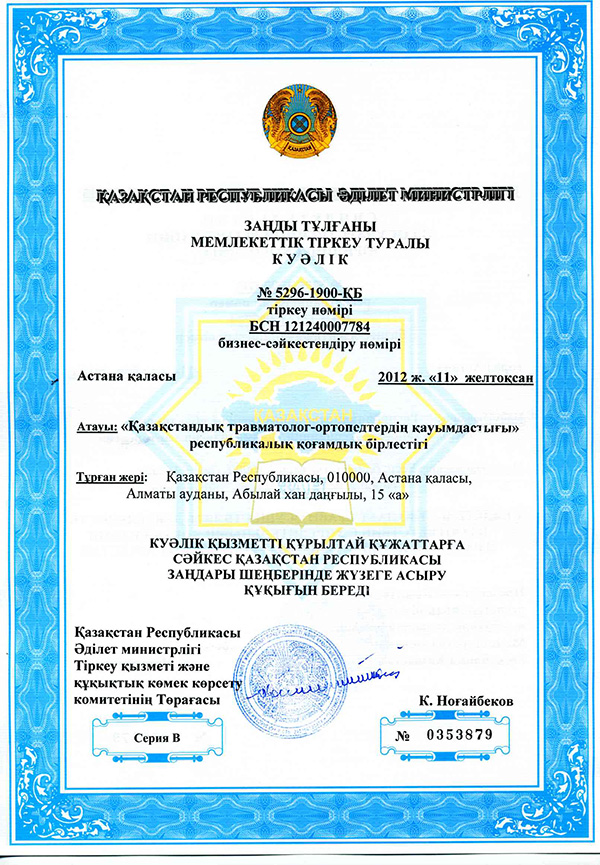 ҚАЗАҚСТАН
ҚАЗАҚСТАН РЕСПУБЛИКАСЫ ӘДІЛЕТ МИНИСТРЛІГІ
ЗАҢДЫ ТҰЛҒАНЫ
МЕМЛЕКЕТТІК ТІРКЕУ ТУРАЛЫ
К У Ә Л І К
№ 5296-1900-ҚБ
тіркеу нөмірі
БСН 121240007784
бизнес-сәйкестендіру нөмірі
Астана қаласы 2012 ж. «11» желтоқсан
ҚАЗАҚСТАН
Атауы: «Қазақстандық травматолог-ортопедтердің қауымдастығы»
республикалық қоғамдық бірлестігі
Тұрған жері: Қазақстан Республикасы, 010000, Астана қаласы,
Алматы ауданы, Абылай хан даңғылы, 15 «а»
КУӘЛІК ҚЫЗМЕТТІ ҚҰРЫЛТАЙ ҚҰЖАТТАРҒА
СӘЙКЕС ҚАЗАҚСТАН РЕСПУБЛИКАСЫ
ЗАҢДАРЫ ШЕҢБЕРІНДЕ ЖҮЗЕГЕ АСЫРУ
ҚҰҚЫҒЫН БЕРЕДІ
Қазақстан Республикасы
Әділет министрлігі
Тіркеу қызметі және
құқықтық көмек көрсету
комитетінің Төрағасы К. Ноғайбеков
Серия В № 0353879